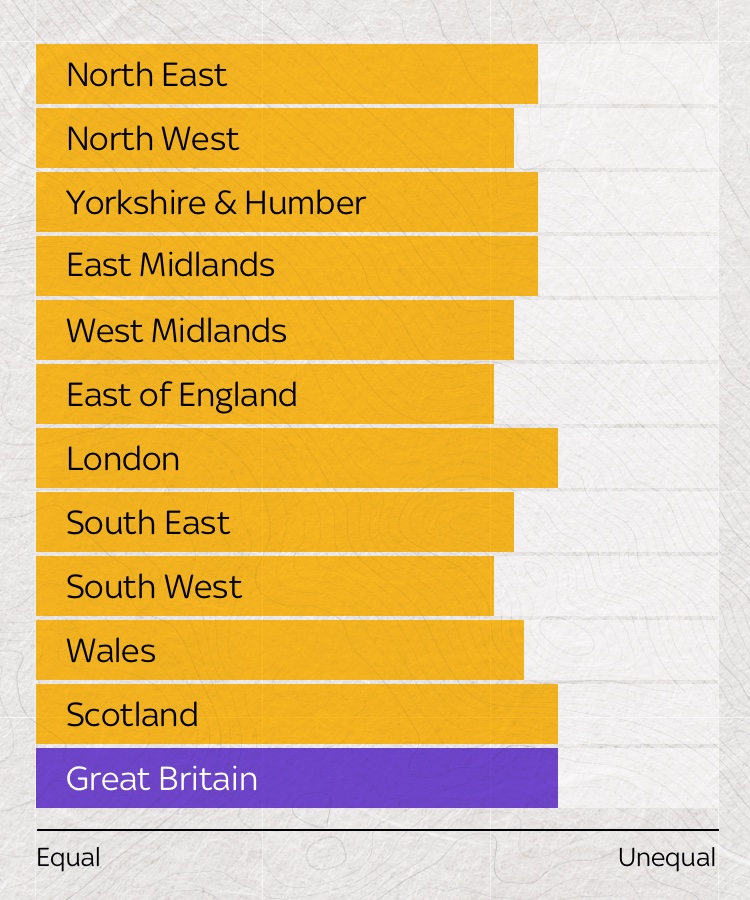 North East
North West
Yorkshire & Humber
East Midlands
West Midlands
East of England
London
South East
South West
Wales
Scotland
Great Britain
Equal Unequal